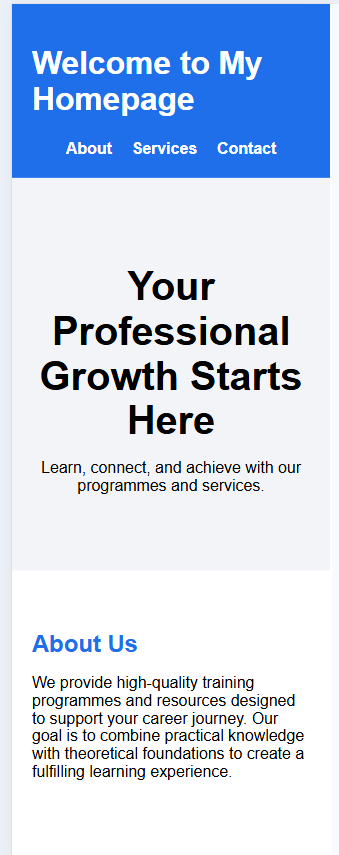 Welcome to My
Homepage
About Services Contact
Your
Professional
Growth Starts
Here
Learn, connect, and achieve with our
programmes and services.
About Us
We provide high-quality training
programmes and resources designed
to support your career journey. Our
goal is to combine practical knowledge
with theoretical foundations to create a
fulfilling learning experience.